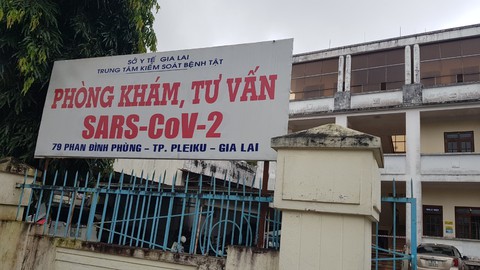 SỞ Y TẾ GIA LAI
TRUNG TÂM KIỂM SOÁT BỆNH TẬT
PHÒNG KHÁM, TƯ VẤN
SARS-CoV-2
79 PHAN ĐÌNH PHÙNG - TP. PLEIKU - GIA LAI